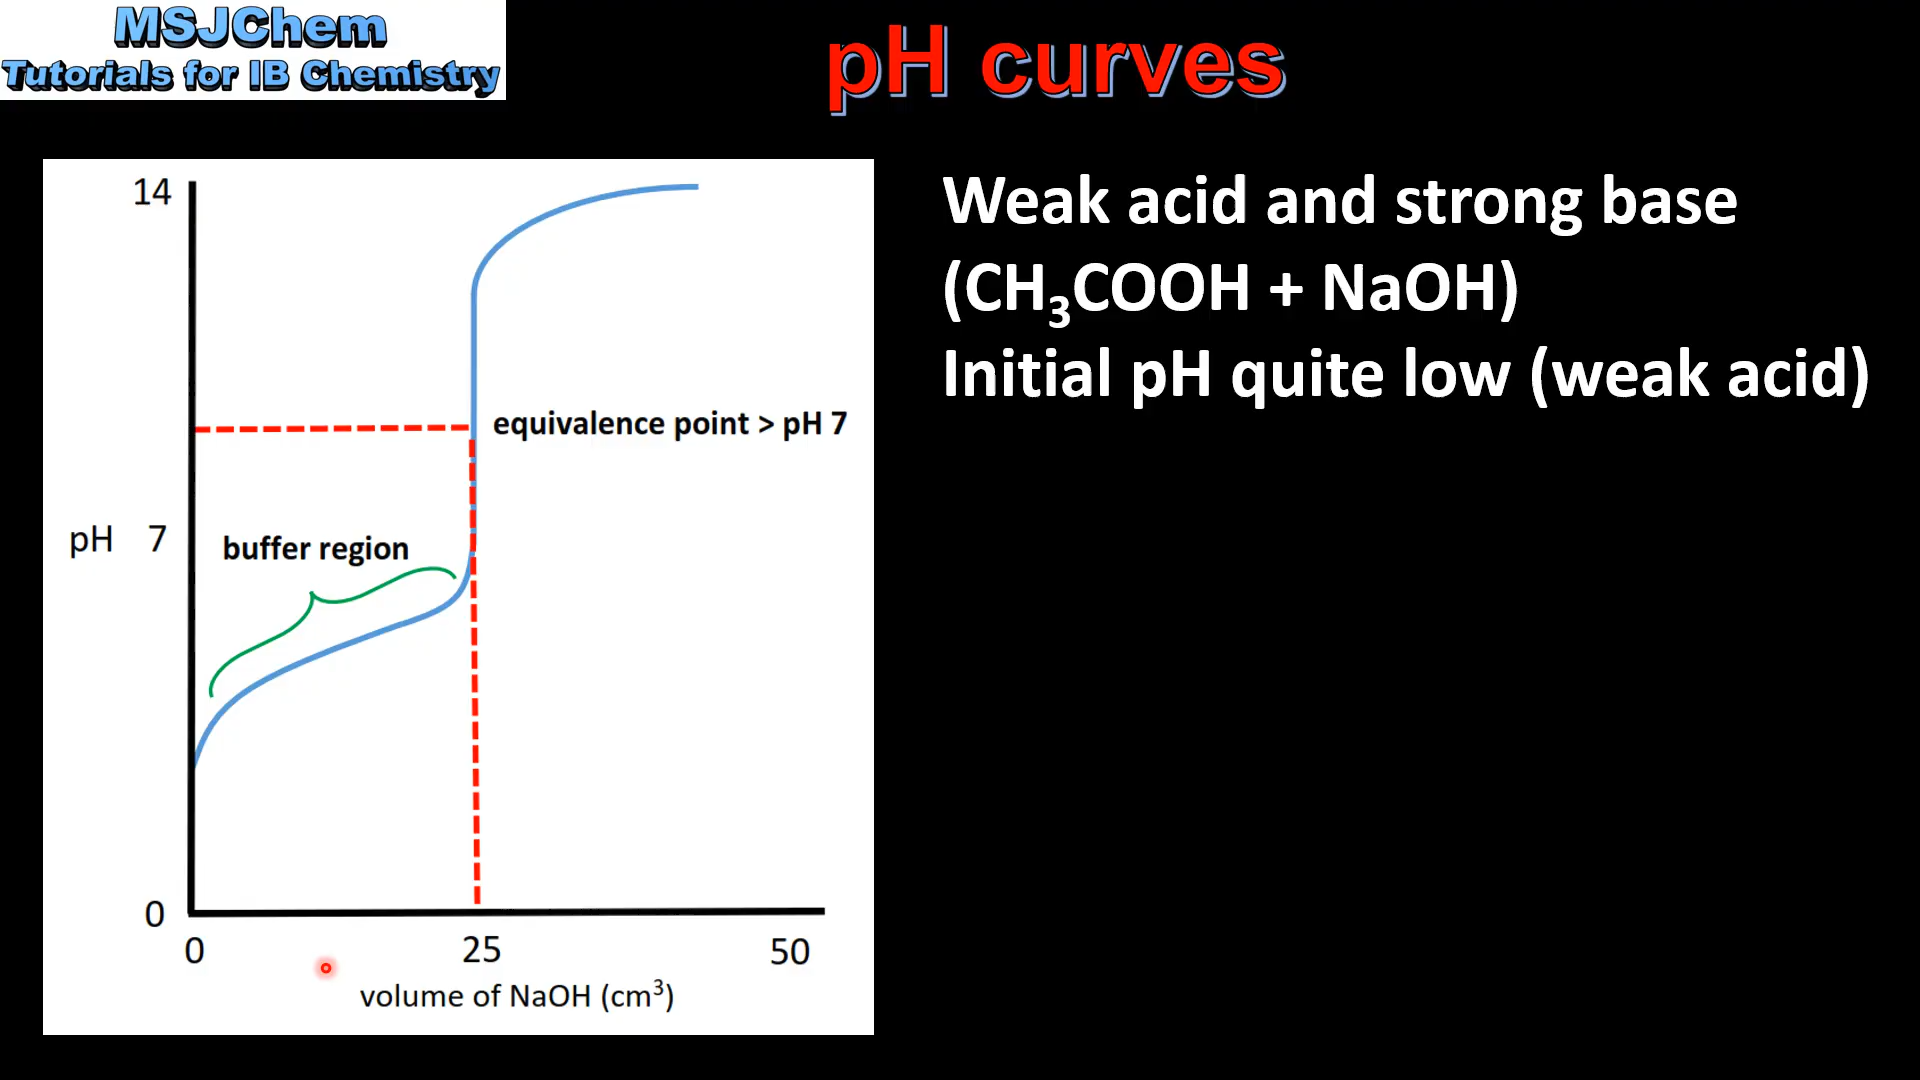 MSJChem
Tutorials for IB Chemistry
pH curves
Weak acid and strong base
(CH₃COOH + NaOH)
Initial pH quite low (weak acid)
14
equivalence point > pH 7
pH 7
buffer region
0
0 25 50
volume of NaOH (cm³)